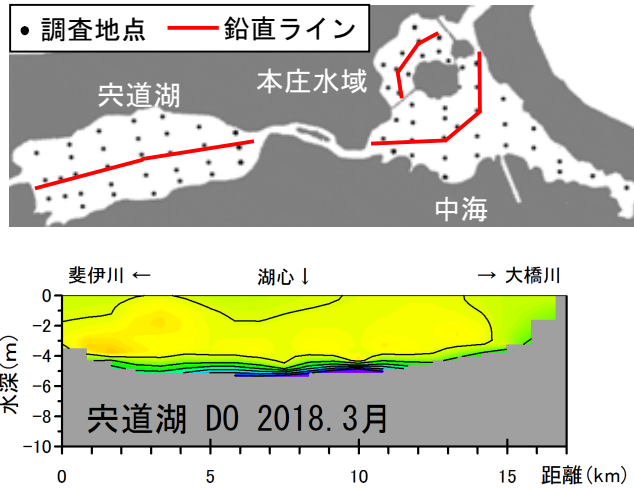 • 調査地点 ― 鉛直ライン
宍道湖
本庄水域
中海
斐伊川 ←
湖心↓
→ 大橋川
水深(m)
0
-2
-4
-6
-8
-10
宍道湖 DO 2018.3月
0 5 10 15 距離(km)